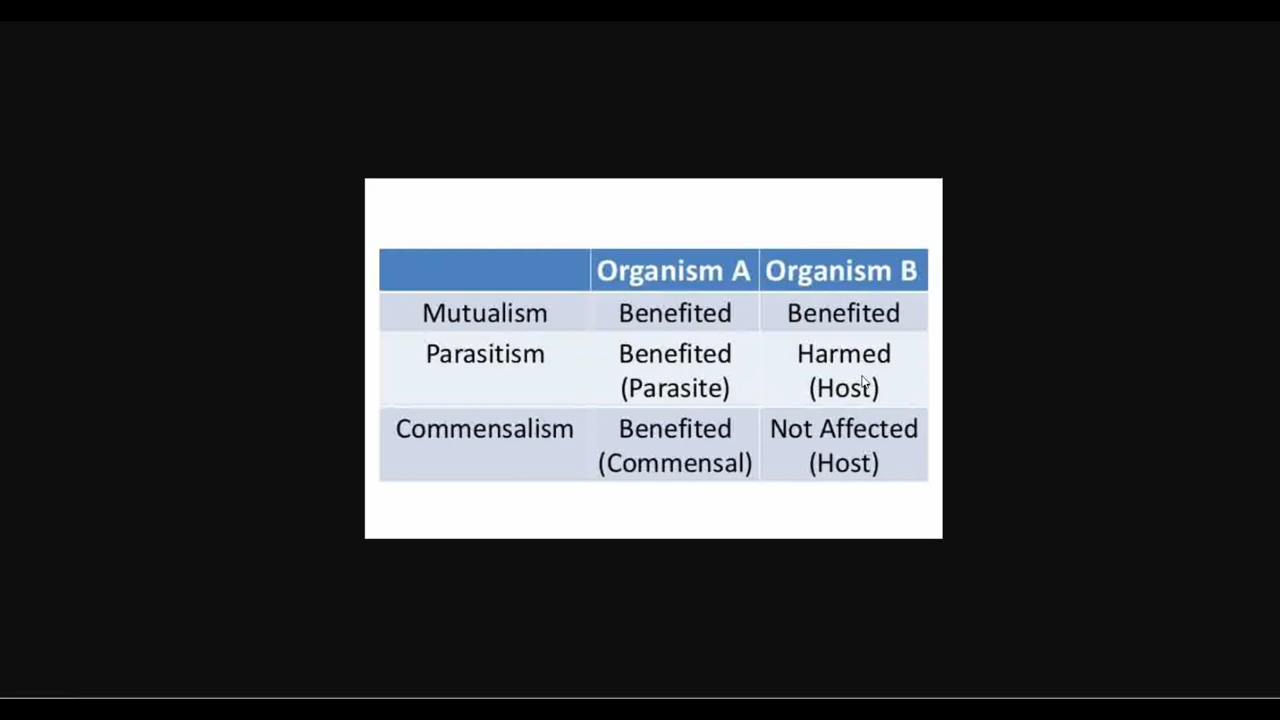 Organism A Organism B
Mutualism Benefited Benefited
Parasitism Benefited Harmed
(Parasite) (Host)
Commensalism Benefited Not Affected
(Commensal) (Host)